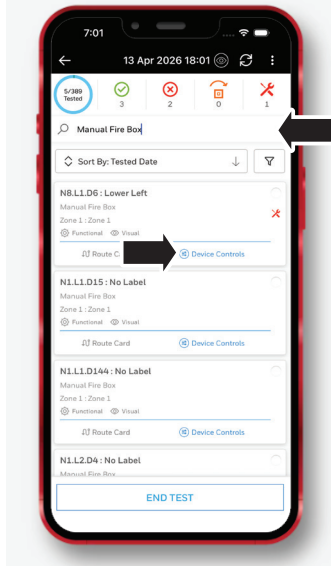 7:01
13 Apr 2026 18:01
5/389
Tested
3
2
0
1
Manual Fire Box
Sort By: Tested Date
N8.L1.D6 : Lower Left
Manual Fire Box
Zone 1 : Zone 1
Functional Visual
Route C
Device Controls
N1.L1.D15 : No Label
Manual Fire Box
Zone 1 : Zone 1
Functional Visual
Route Card Device Controls
N1.L1.D144 : No Label
Manual Fire Box
Zone 1 : Zone 1
Functional Visual
Route Card Device Controls
N1.L2.D4 : No Label
Manual Fire Box
END TEST